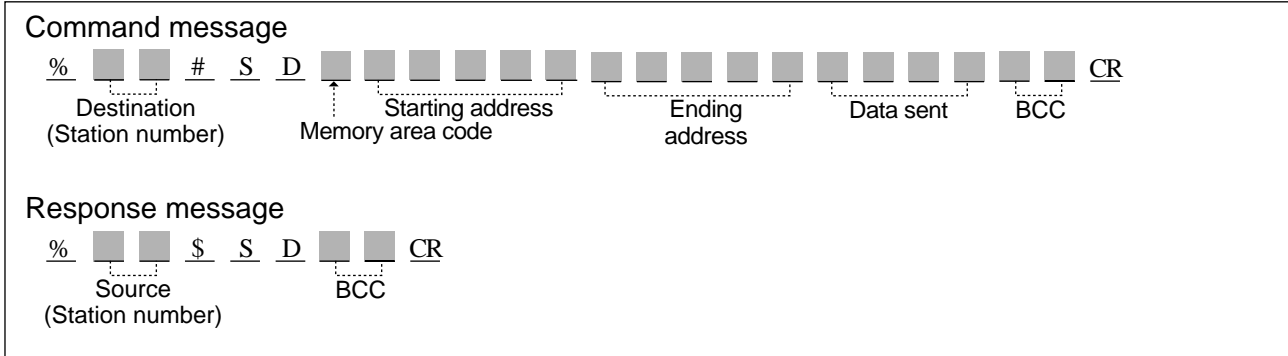 Command message
% # S D CR
Destination Starting address Ending Data sent BCC
(Station number) Memory area code address
Response message
% $ S D CR
Source BCC
(Station number)